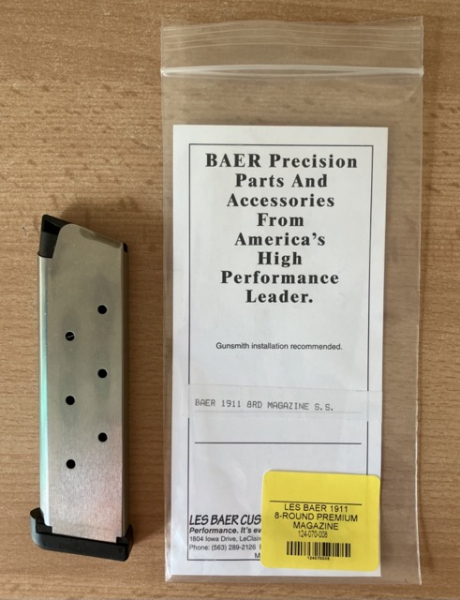 BAER Precision
Parts And
Accessories
From
America's
High
Performance
Leader.
Gunsmith installation recommended.
BAER 1911 8RD MAGAZINE S.S.
LES BAER CUS
Performance. It's ev
1604 Iowa Drive, LeClai
Phone: (563) 289-2126
M
LES BAER 1911
8-ROUND PREMIUM
MAGAZINE
124-070-008